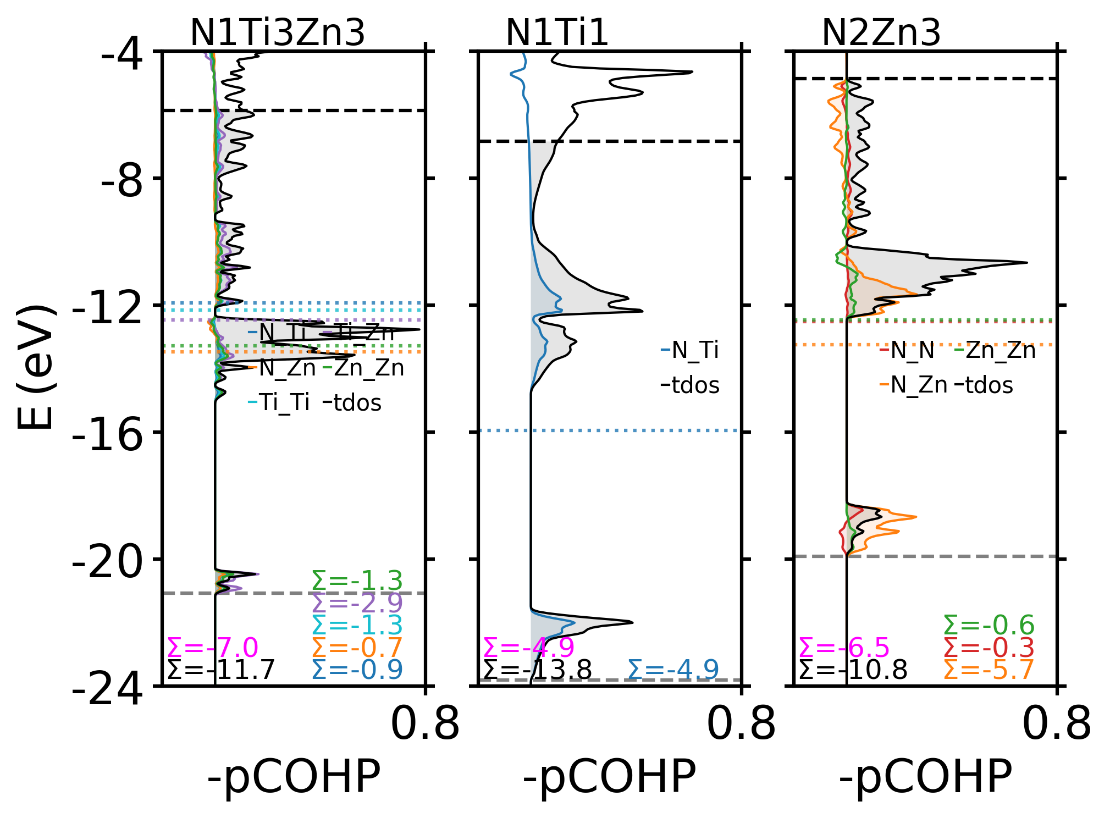 N1Ti3Zn3 N1Ti1 N2Zn3
-4
-8
-12
-16
-20
-24
E (eV)
N_Ti Ti_Zn
N_Zn Zn_Zn
Ti_Ti tdos
Σ=-1.3
Σ=-2.9
Σ=-1.3
Σ=-7.0 Σ=-0.7
Σ=-11.7 Σ=-0.9
0.8
-pCOHP
N_Ti
tdos
Σ=-4.9
Σ=-13.8 Σ=-4.9
0.8
-pCOHP
N_N Zn_Zn
N_Zn tdos
Σ=-0.6
Σ=-6.5 Σ=-0.3
Σ=-10.8 Σ=-5.7
0.8
-pCOHP